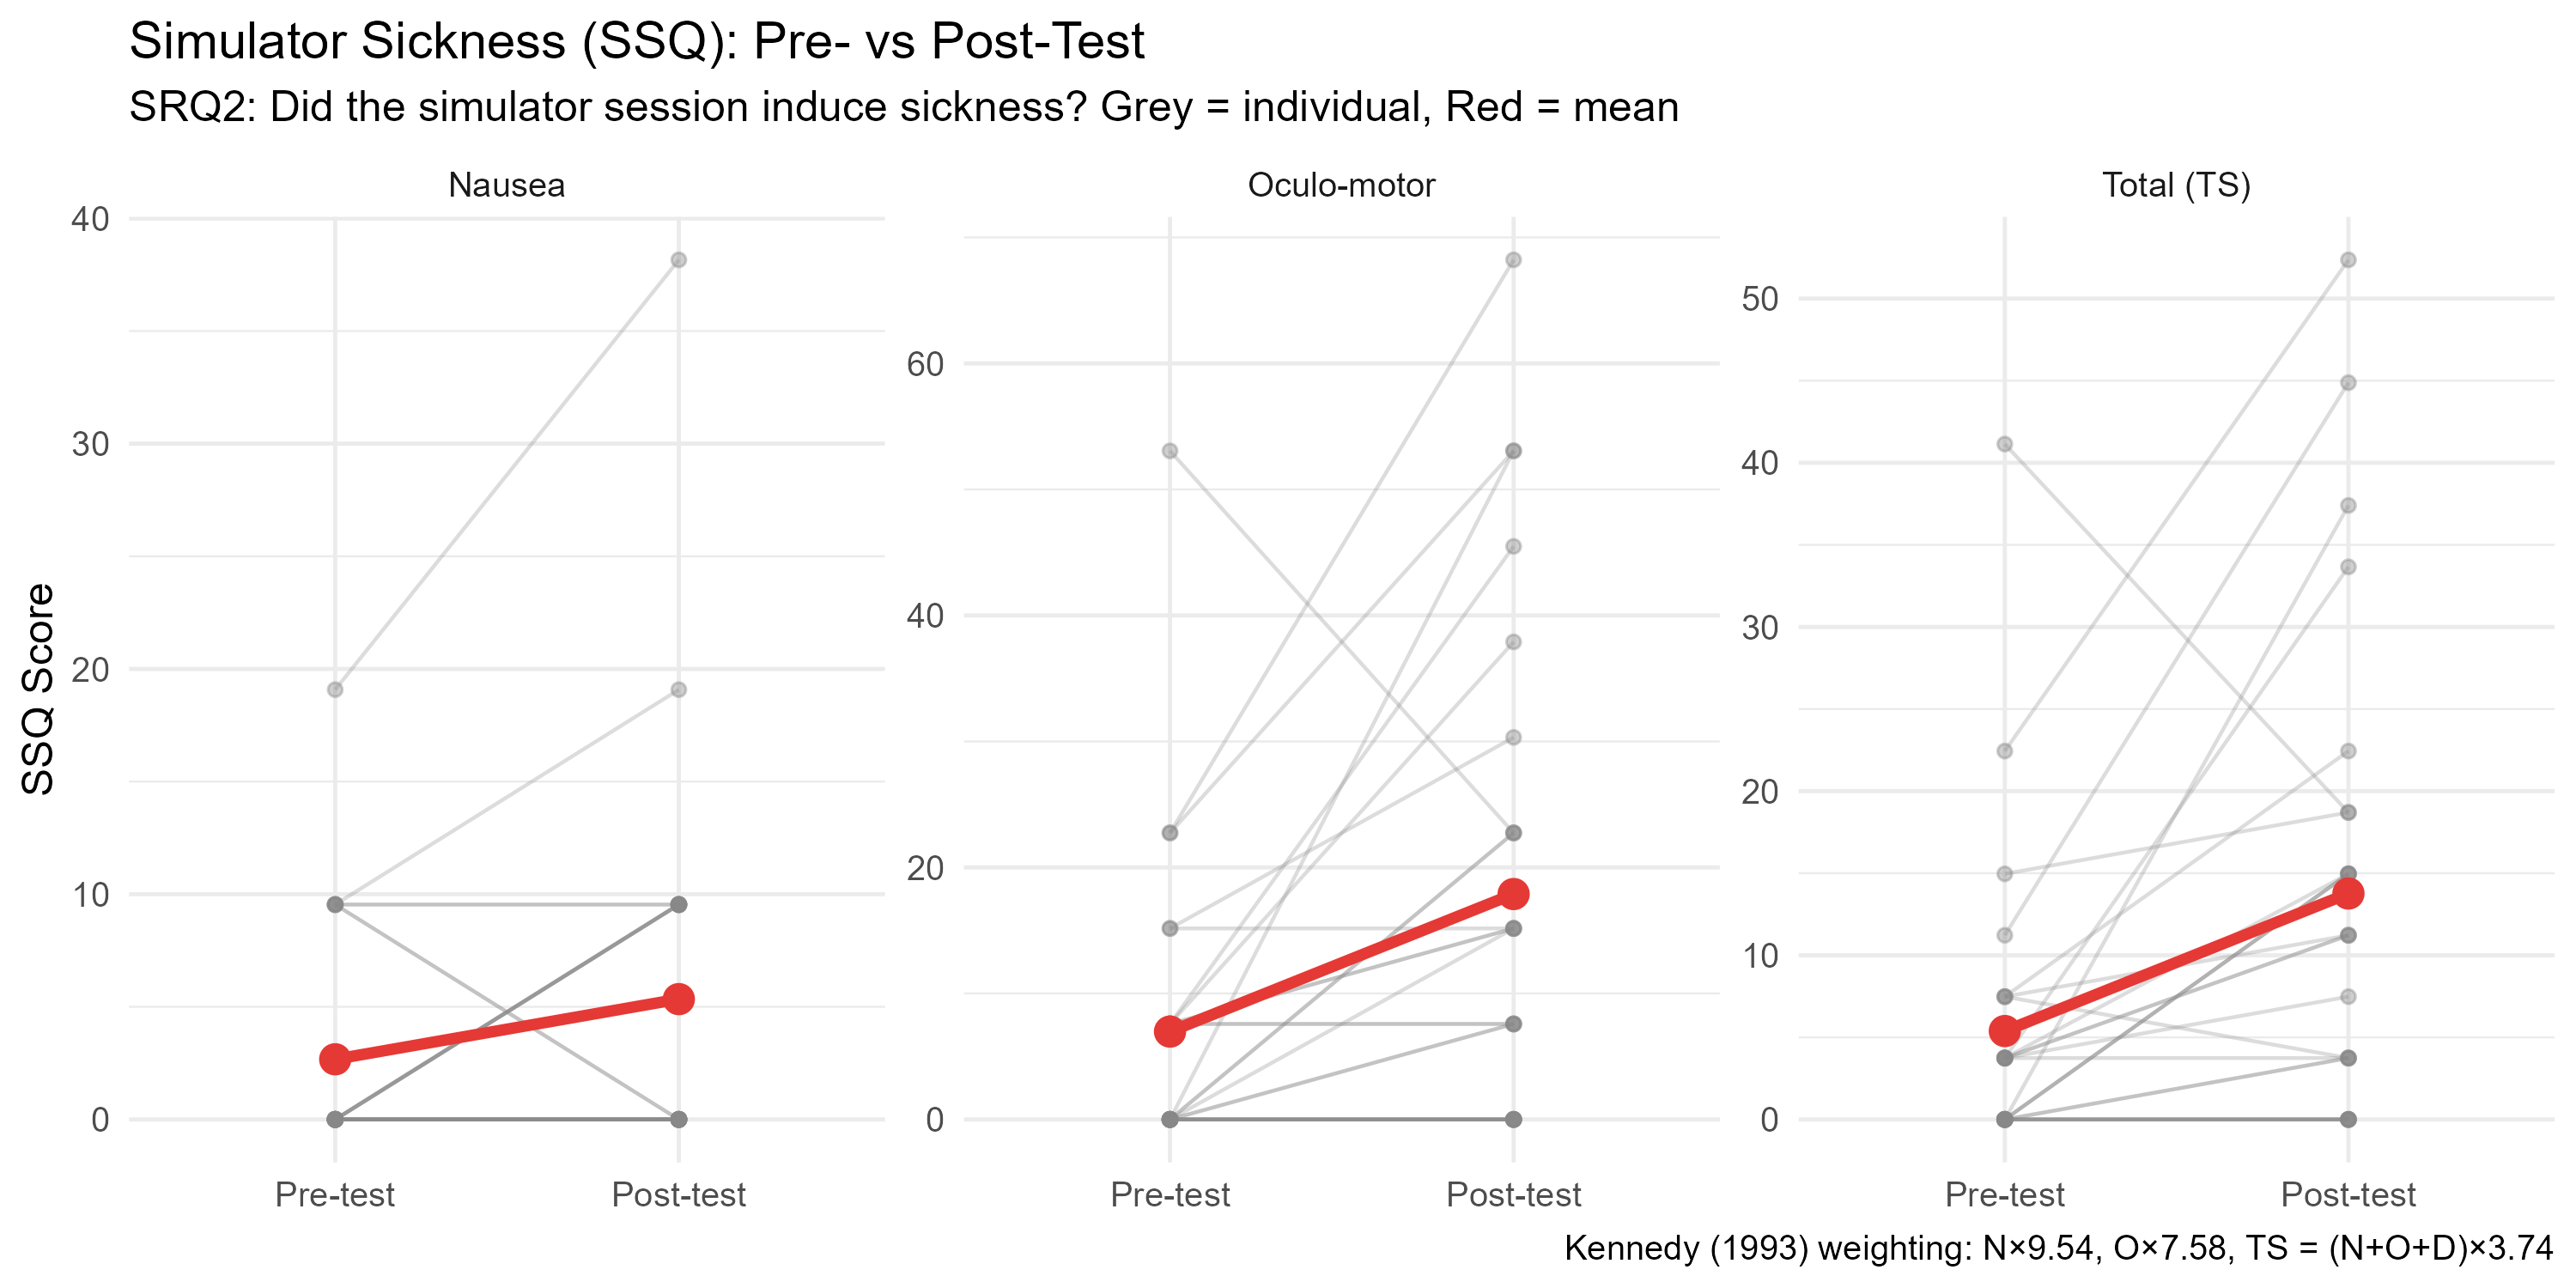 Simulator Sickness (SSQ): Pre- vs Post-Test
SRQ2: Did the simulator session induce sickness? Grey = individual, Red = mean
Nausea
Oculo-motor
Total (TS)
SSQ Score
40
30
20
10
0
60
40
20
0
50
40
30
20
10
0
Pre-test
Post-test
Pre-test
Post-test
Pre-test
Post-test
Kennedy (1993) weighting: N×9.54, O×7.58, TS = (N+O+D)×3.74